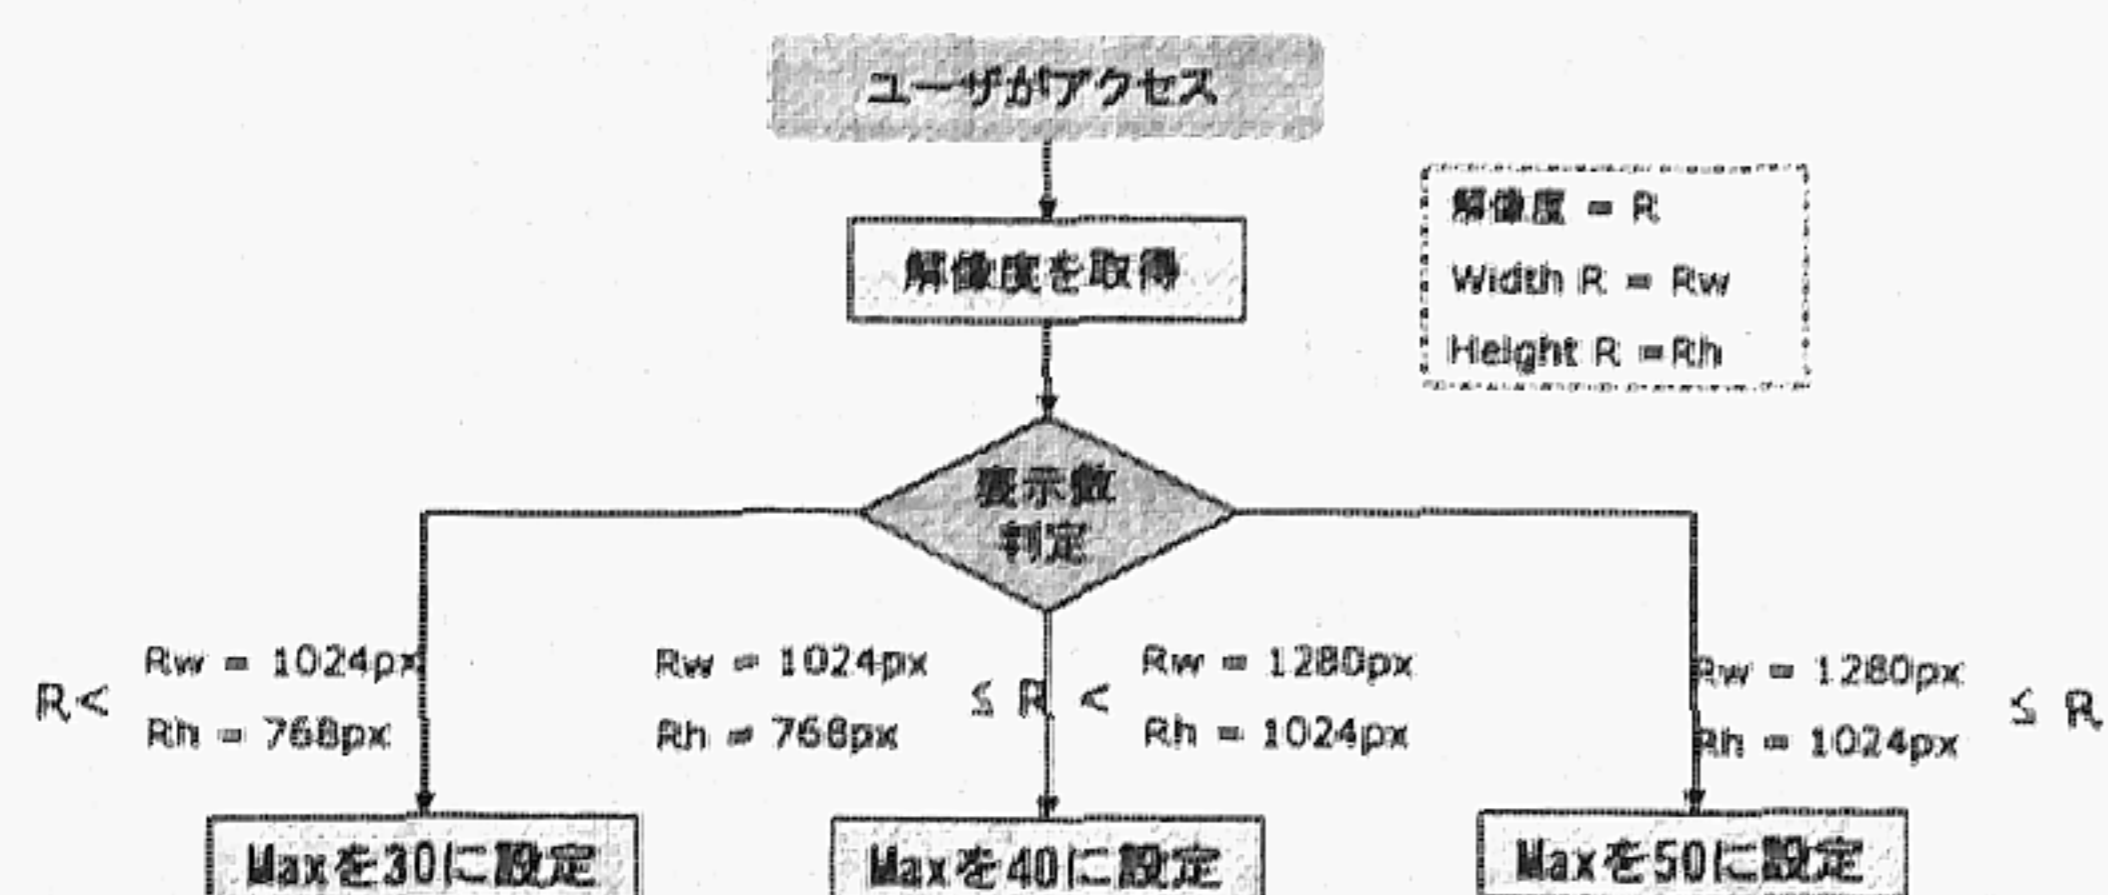 ユーザがアクセス
解像度を取得
解像度 = R
Width R = Rw
Height R =Rh
表示数
判定
R <
Rw = 1024px
Rh = 768px
Rw = 1024px
Rh = 768px
≦ R <
Rw = 1280px
Rh = 1024px
Rw = 1280px
Rh = 1024px
≦ R
Maxを30に設定
Maxを40に設定
Maxを50に設定